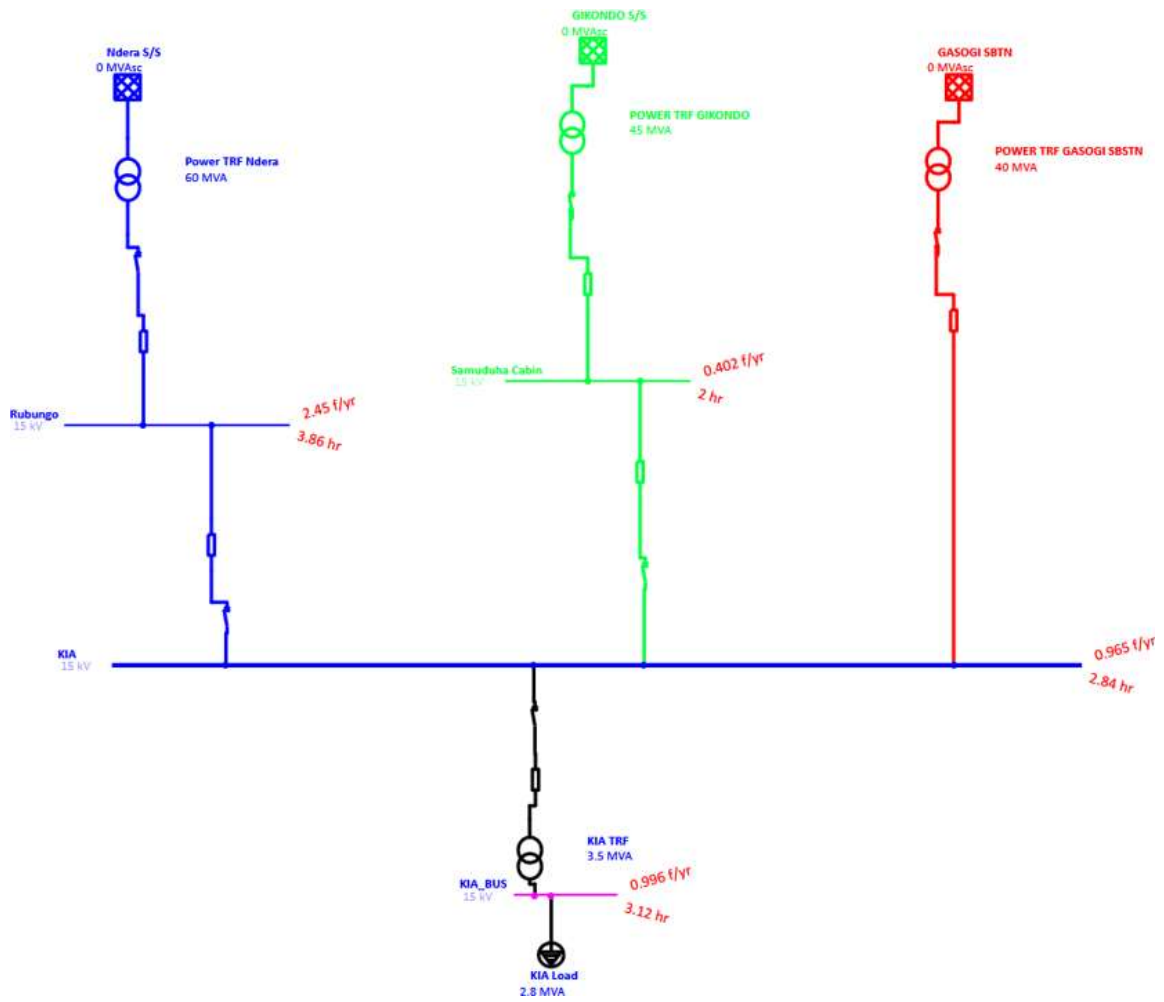 GIKONDO S/S
0 MVAsc
Ndera S/S
0 MVAsc
GASOGI SBTN
0 MVAsc
POWER TRF GIKONDO
45 MVA
Power TRF Ndera
60 MVA
POWER TRF GASOGI SBSTN
40 MVA
Samuduha Cabin
15 kV
0.402 f/yr
2 hr
Rubungo
15 kV
2.45 f/yr
3.86 hr
KIA
15 kV
0.965 f/yr
2.84 hr
KIA TRF
3.5 MVA
KIA_BUS
15 kV
0.996 f/yr
3.12 hr
KIA Load
2.8 MVA